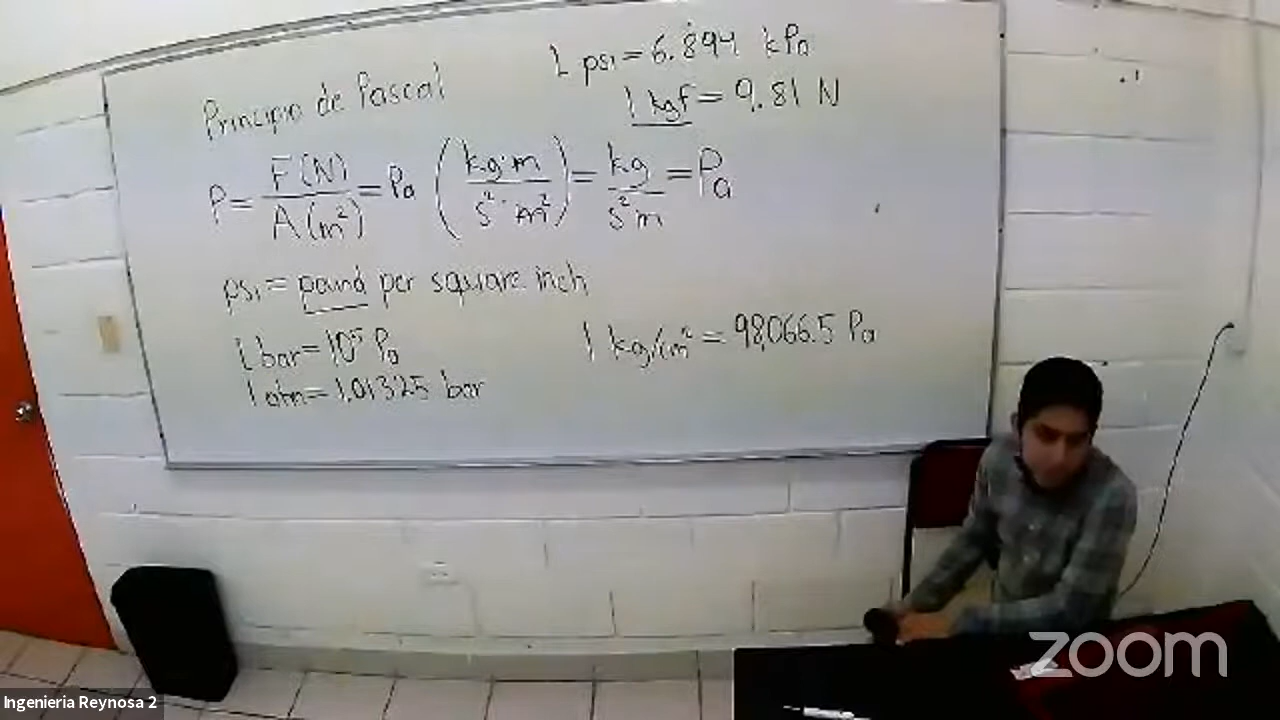 1 psi = 6.894 kPa
Principio de Pascal
1 kgf = 9.81 N
P = F(N) / A(m²) = Pa (kg·m / s²·m²) = kg / s²m = Pa
psi = pound per square inch
1 bar = 10⁵ Pa
1 kg/cm² = 98,066.5 Pa
1 atm = 1.01325 bar
zoom
Ingenieria Reynosa 2